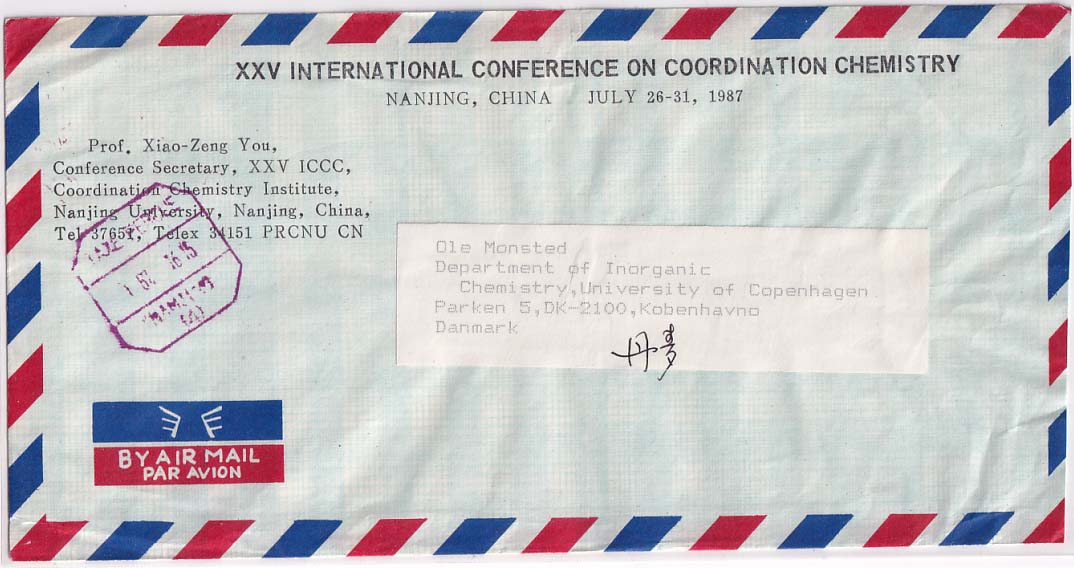 XXV INTERNATIONAL CONFERENCE ON COORDINATION CHEMISTRY
NANJING, CHINA JULY 26-31, 1987
Prof. Xiao-Zeng You,
Conference Secretary, XXV ICCC,
Coordination Chemistry Institute,
Nanjing University, Nanjing, China,
Tel 37651, Telex 34151 PRCNU CN
Ole Monsted
Department of Inorganic
Chemistry,University of Copenhagen
Parken 5,DK-2100,Kobenhavno
Danmark
丹麦
BY AIR MAIL
PAR AVION